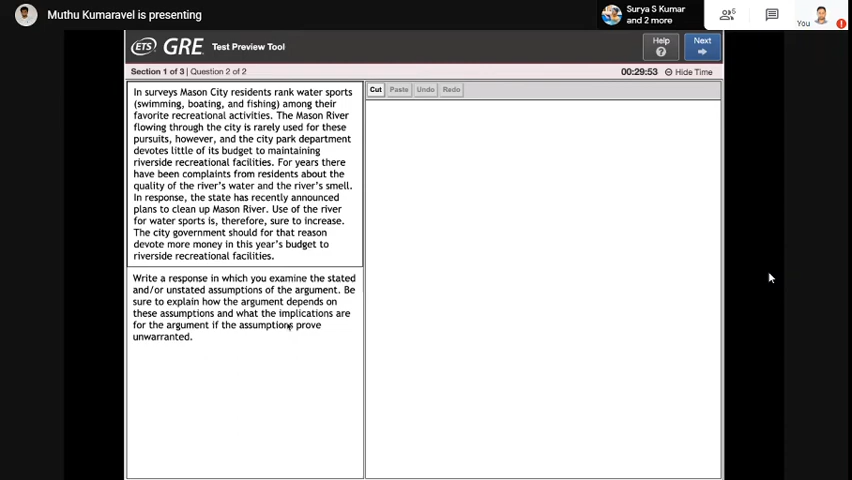 Muthu Kumaravel is presenting
Surya S Kumar
and 2 more
5
You
ETS GRE Test Preview Tool
Help
Next
Section 1 of 3 | Question 2 of 2
00:29:53 Hide Time
In surveys Mason City residents rank water sports
(swimming, boating, and fishing) among their
favorite recreational activities. The Mason River
flowing through the city is rarely used for these
pursuits, however, and the city park department
devotes little of its budget to maintaining
riverside recreational facilities. For years there
have been complaints from residents about the
quality of the river's water and the river's smell.
In response, the state has recently announced
plans to clean up Mason River. Use of the river
for water sports is, therefore, sure to increase.
The city government should for that reason
devote more money in this year's budget to
riverside recreational facilities.
Write a response in which you examine the stated
and/or unstated assumptions of the argument. Be
sure to explain how the argument depends on
these assumptions and what the implications are
for the argument if the assumptions prove
unwarranted.
Cut Paste Undo Redo